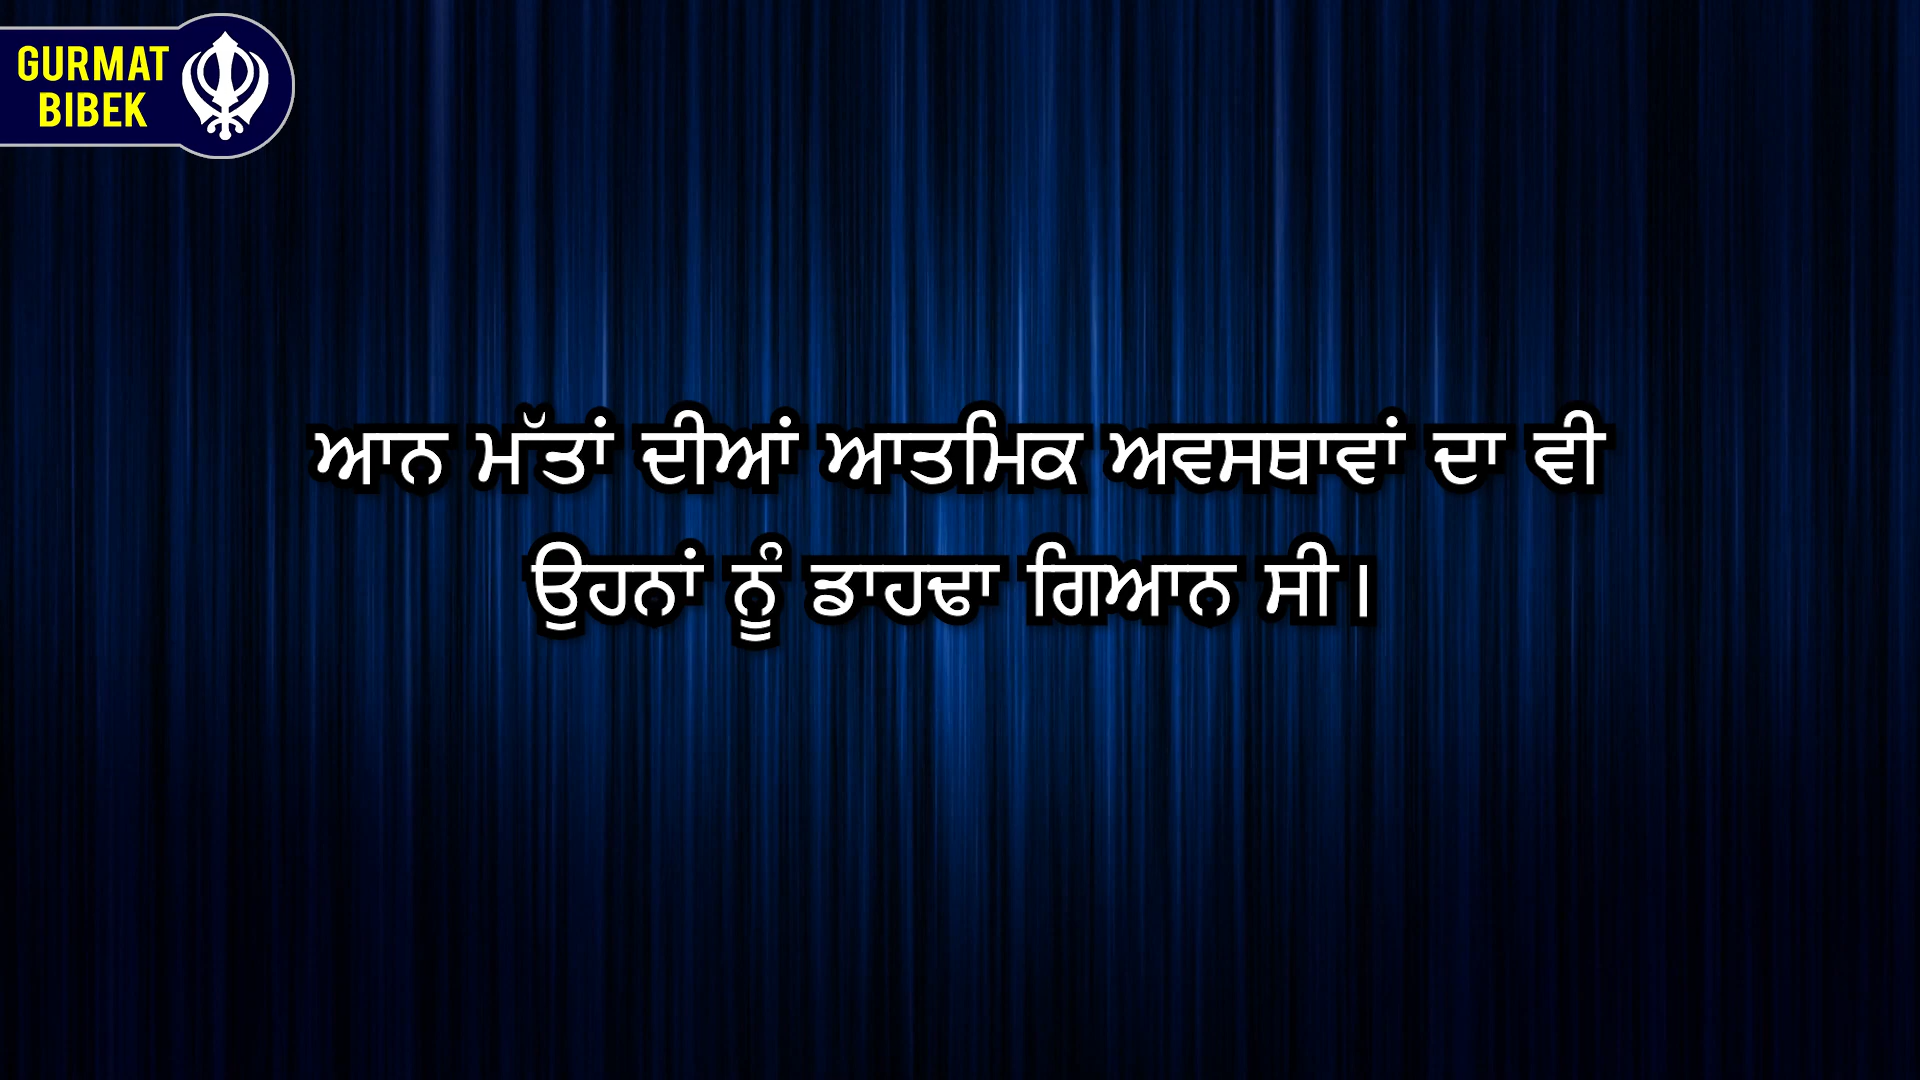 GURMAT
BIBEK
ਆਨ ਮੱਤਾਂ ਦੀਆਂ ਆਤਮਿਕ ਅਵਸਥਾਵਾਂ ਦਾ ਵੀ
ਉਹਨਾਂ ਨੂੰ ਡਾਹਢਾ ਗਿਆਨ ਸੀ।